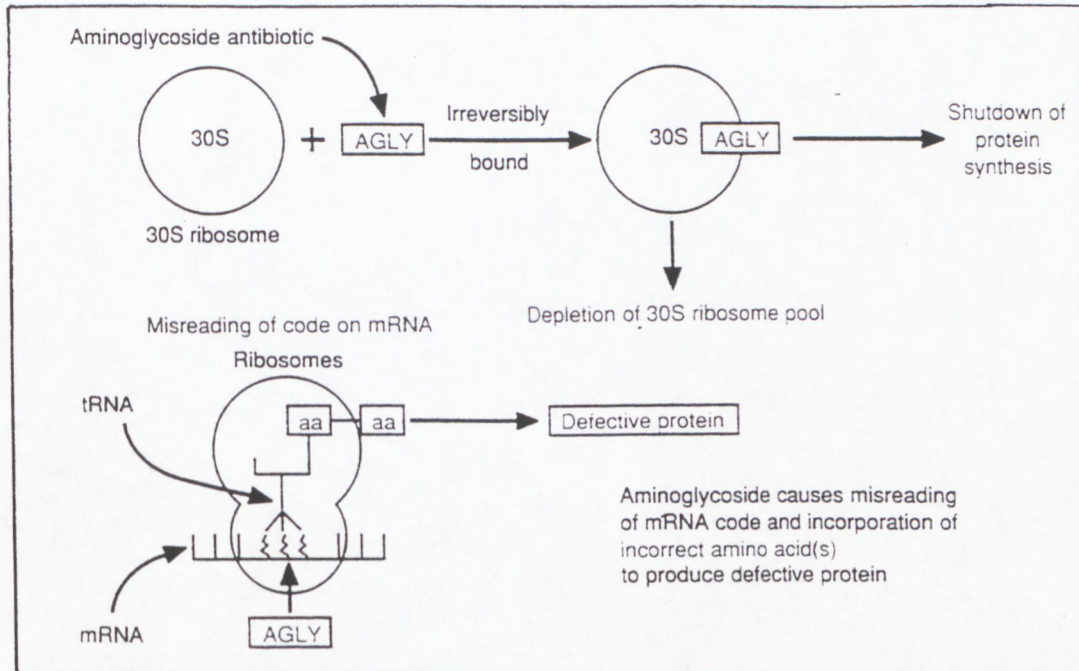 Aminoglycoside antibiotic
30S
+
AGLY
Irreversibly
bound
30S
AGLY
Shutdown of
protein
synthesis
30S ribosome
Depletion of 30S ribosome pool
Misreading of code on mRNA
Ribosomes
tRNA
aa
aa
Defective protein
Aminoglycoside causes misreading
of mRNA code and incorporation of
incorrect amino acid(s)
to produce defective protein
mRNA
AGLY